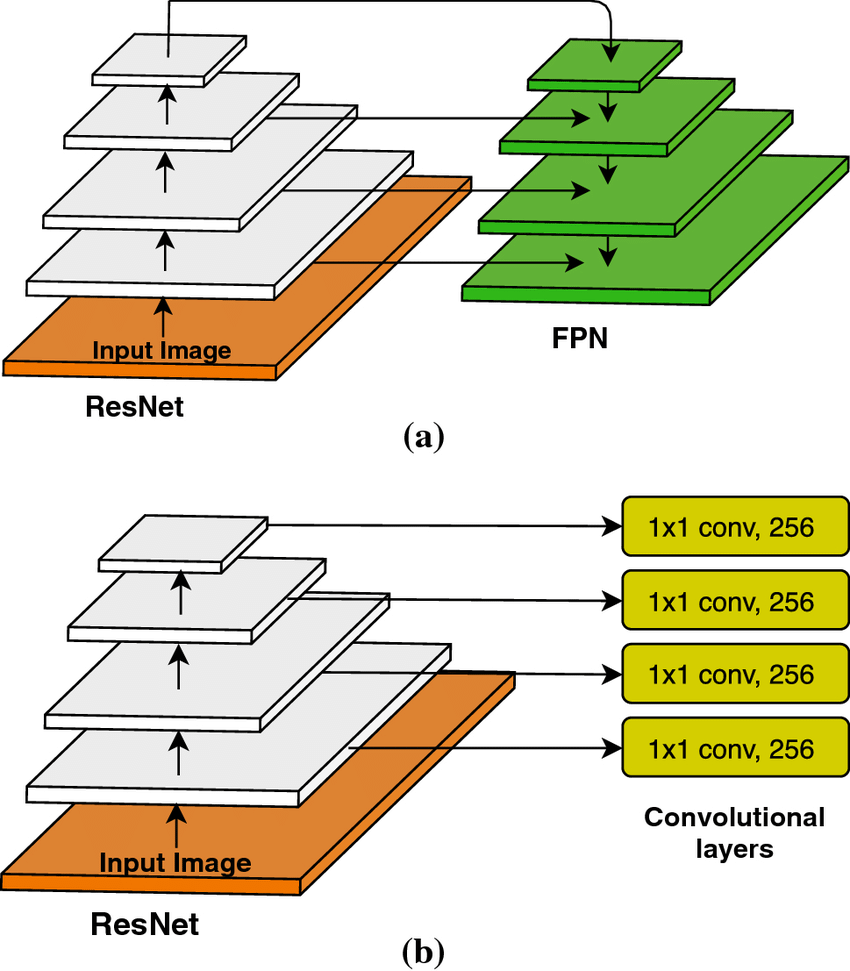 Input Image
ResNet
FPN
(a)
1x1 conv, 256
1x1 conv, 256
1x1 conv, 256
1x1 conv, 256
Convolutional
layers
Input Image
ResNet
(b)